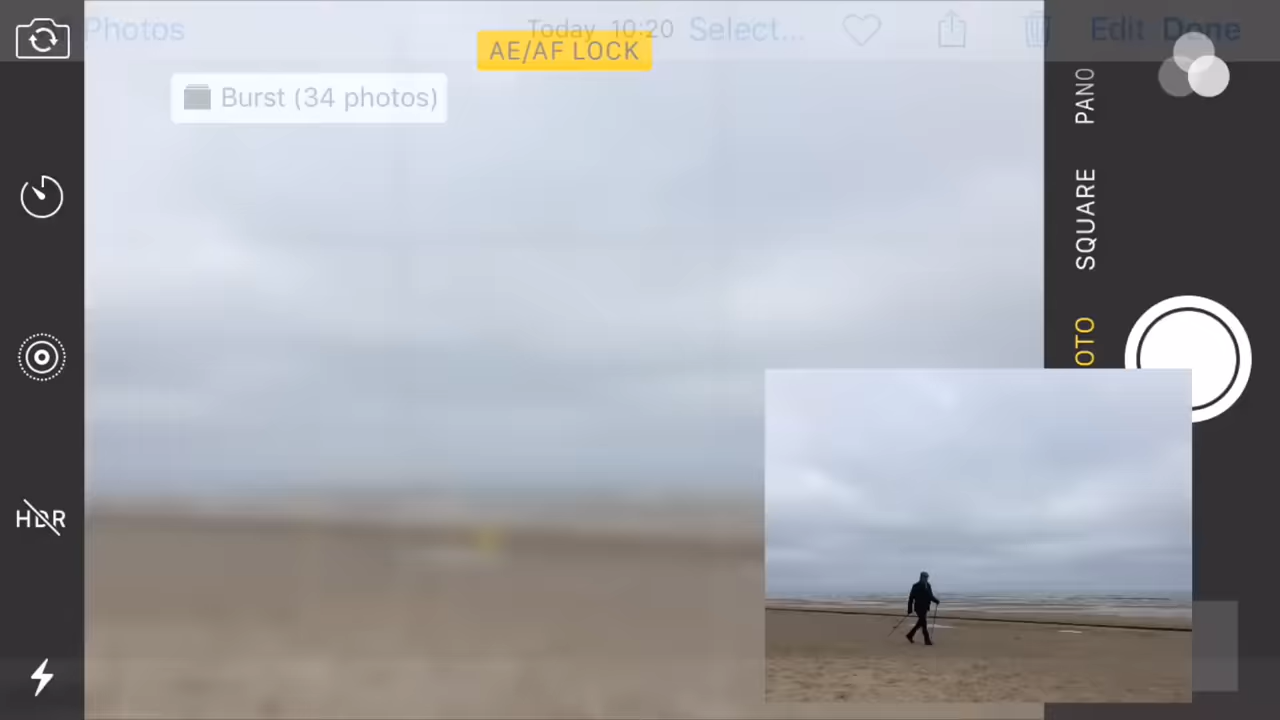 Photos
Today 10:20
Select...
Edit
Done
AE/AF LOCK
Burst (34 photos)
PANO
SQUARE
OTO
HDR